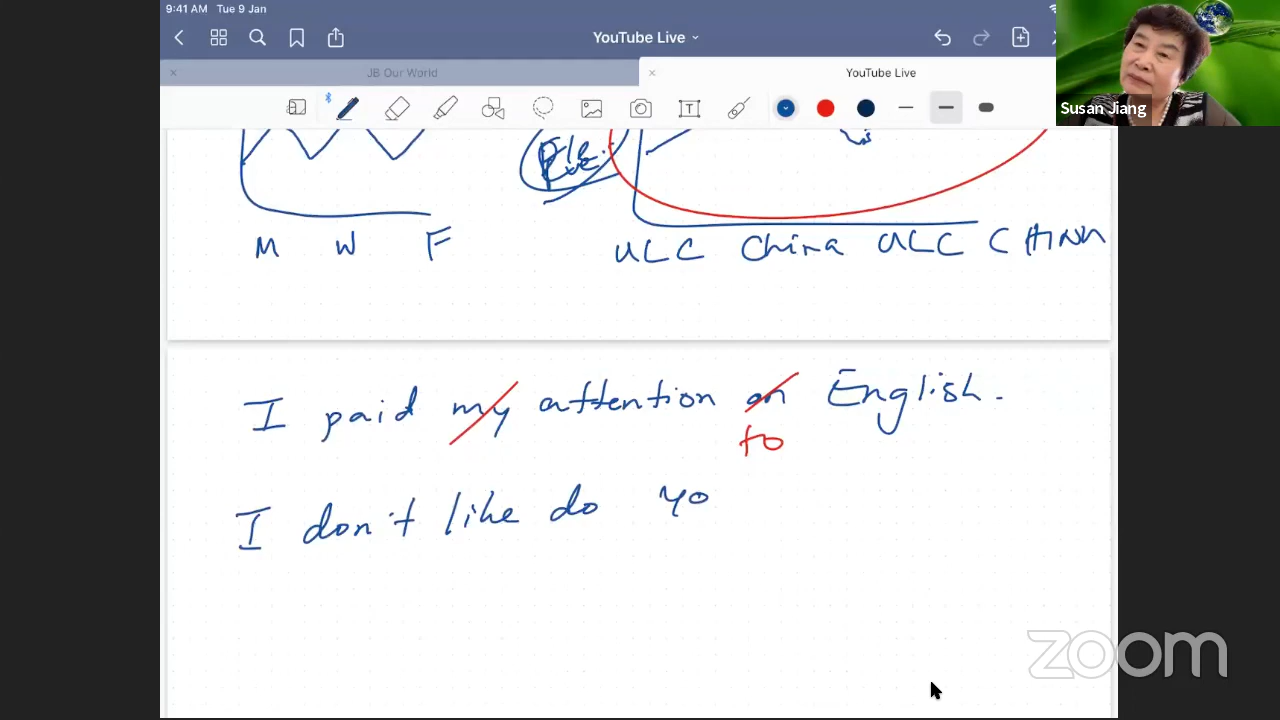 9:41 AM Tue 9 Jan
YouTube Live
JB Our World
YouTube Live
Susan Jiang
M W F
ULC China ULC CHINA
I paid my attention on English.
to
I don't like do yo
zoom